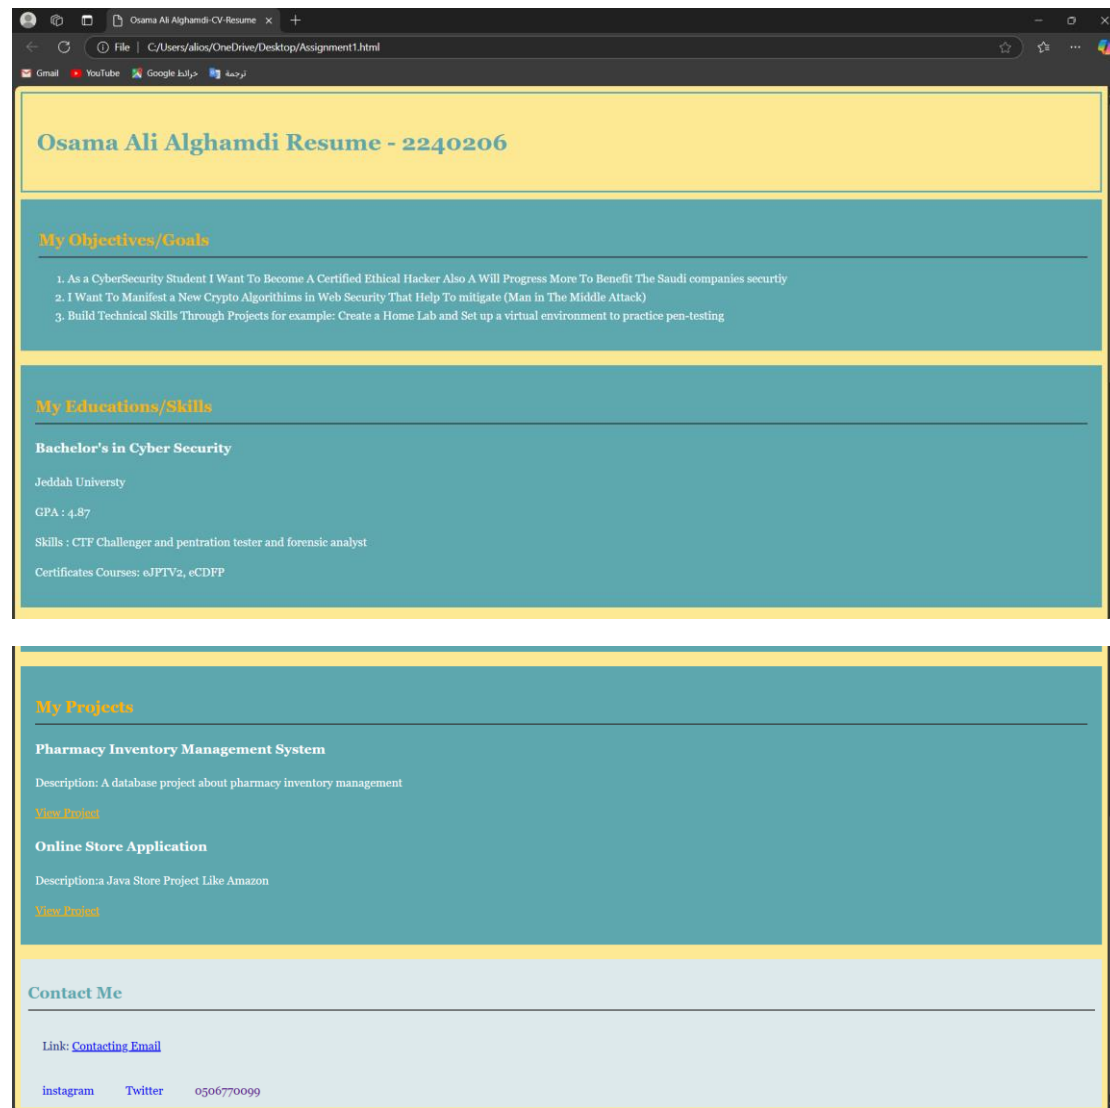 Osama Ali Alghamdi-CV-Resume
File | C:/Users/alios/OneDrive/Desktop/Assignment1.html
Gmail YouTube خرائط Google ترجمة
Osama Ali Alghamdi Resume - 2240206
My Objectives/Goals
1. As a CyberSecurity Student I Want To Become A Certified Ethical Hacker Also A Will Progress More To Benefit The Saudi companies securtiy
2. I Want To Manifest a New Crypto Algorithims in Web Security That Help To mitigate (Man in The Middle Attack)
3. Build Technical Skills Through Projects for example: Create a Home Lab and Set up a virtual environment to practice pen-testing
My Educations/Skills
Bachelor's in Cyber Security
Jeddah Universty
GPA : 4.87
Skills : CTF Challenger and pentration tester and forensic analyst
Certificates Courses: eJPTV2, eCDFP
My Projects
Pharmacy Inventory Management System
Description: A database project about pharmacy inventory management
View Project
Online Store Application
Description:a Java Store Project Like Amazon
View Project
Contact Me
Link: Contacting Email
instagram Twitter 0506770099